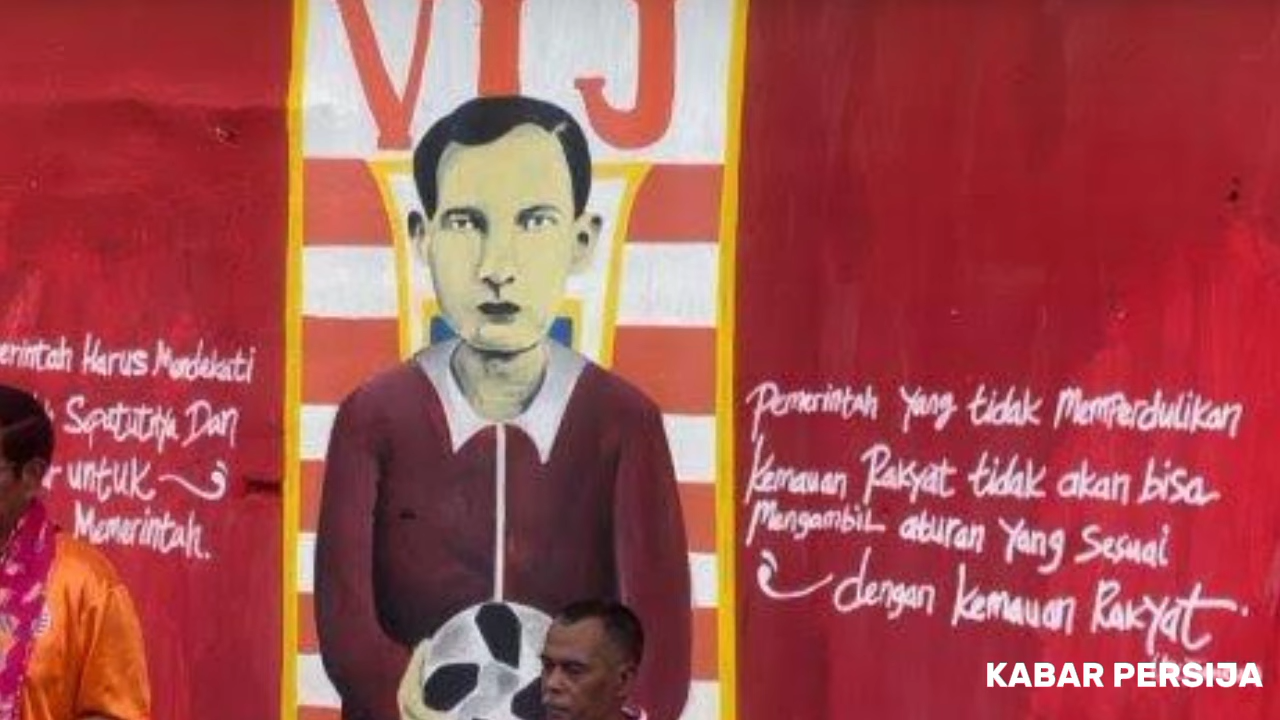 VIJ
erintah Harus Mendekati
Sepatutnya Dan
untuk
Memerintah.
Pemerintah Yang tidak Memperdulikan
Kemauan Rakyat tidak akan bisa
Mengambil aturan Yang Sesuai
dengan Kemauan Rakyat.
KABAR PERSIJA